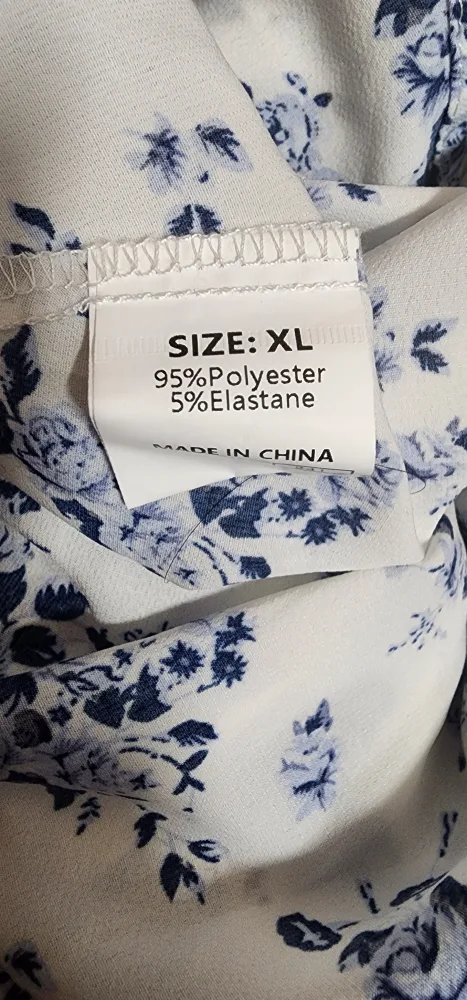 SIZE: XL
95%Polyester
5%Elastane
MADE IN CHINA